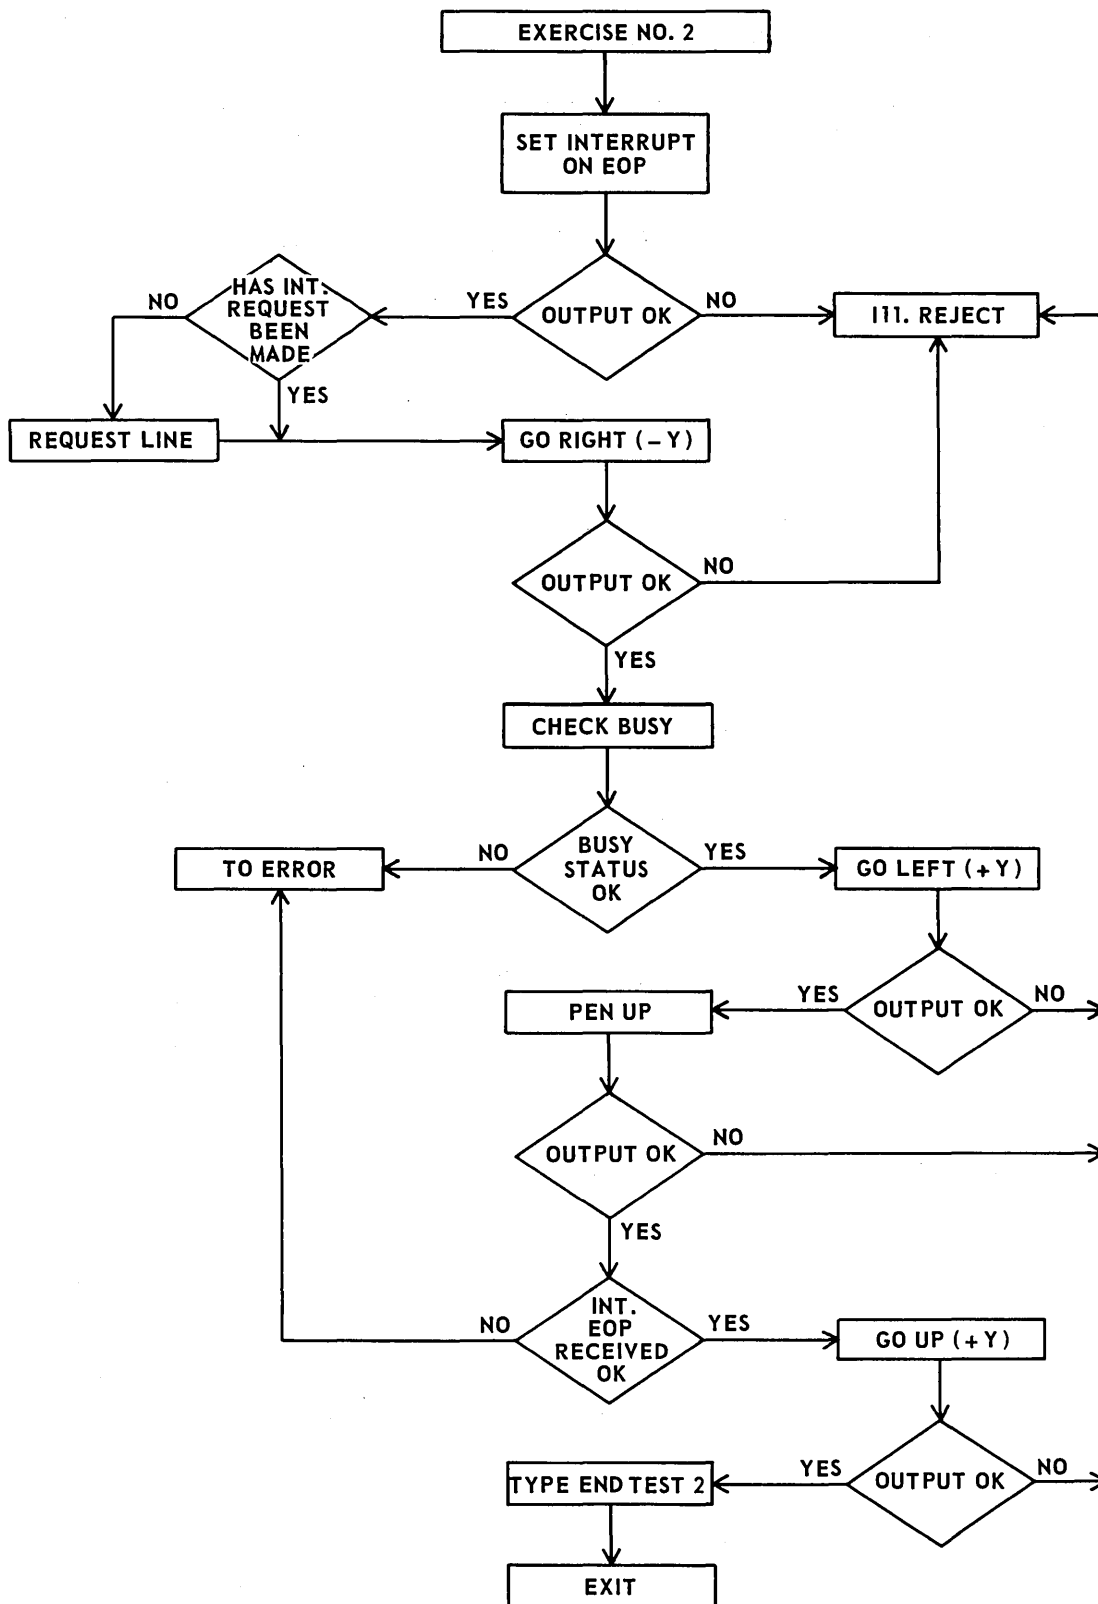 EXERCISE NO. 2
SET INTERRUPT
ON EOP
HAS INT.
REQUEST
BEEN
MADE
NO
YES
OUTPUT OK
NO
I11. REJECT
YES
REQUEST LINE
GO RIGHT (-Y)
OUTPUT OK
NO
YES
CHECK BUSY
TO ERROR
NO
BUSY
STATUS
OK
YES
GO LEFT (+Y)
PEN UP
YES
OUTPUT OK
NO
OUTPUT OK
NO
YES
NO
INT.
EOP
RECEIVED
OK
YES
GO UP (+Y)
TYPE END TEST 2
YES
OUTPUT OK
NO
EXIT